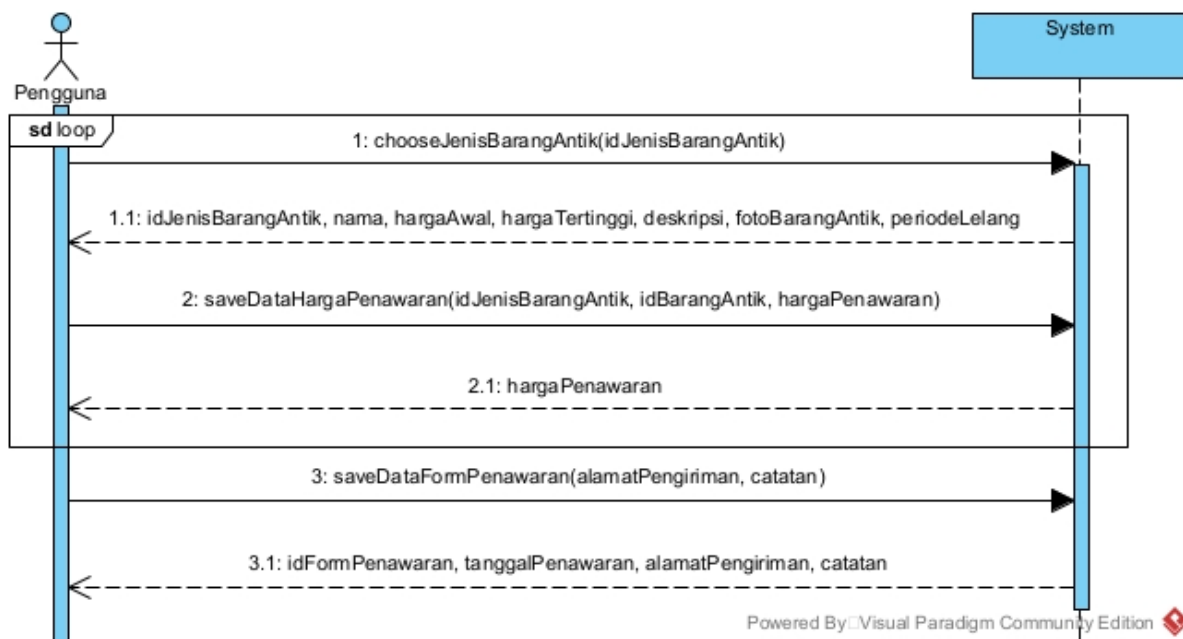 System
Pengguna
sd loop
1: chooseJenisBarangAntik(idJenisBarangAntik)
1.1: idJenisBarangAntik, nama, hargaAwal, hargaTertinggi, deskripsi, fotoBarangAntik, periodeLelang
2: saveDataHargaPenawaran(idJenisBarangAntik, idBarangAntik, hargaPenawaran)
2.1: hargaPenawaran
3: saveDataFormPenawaran(alamatPengiriman, catatan)
3.1: idFormPenawaran, tanggalPenawaran, alamatPengiriman, catatan
Powered By□Visual Paradigm Community Edition